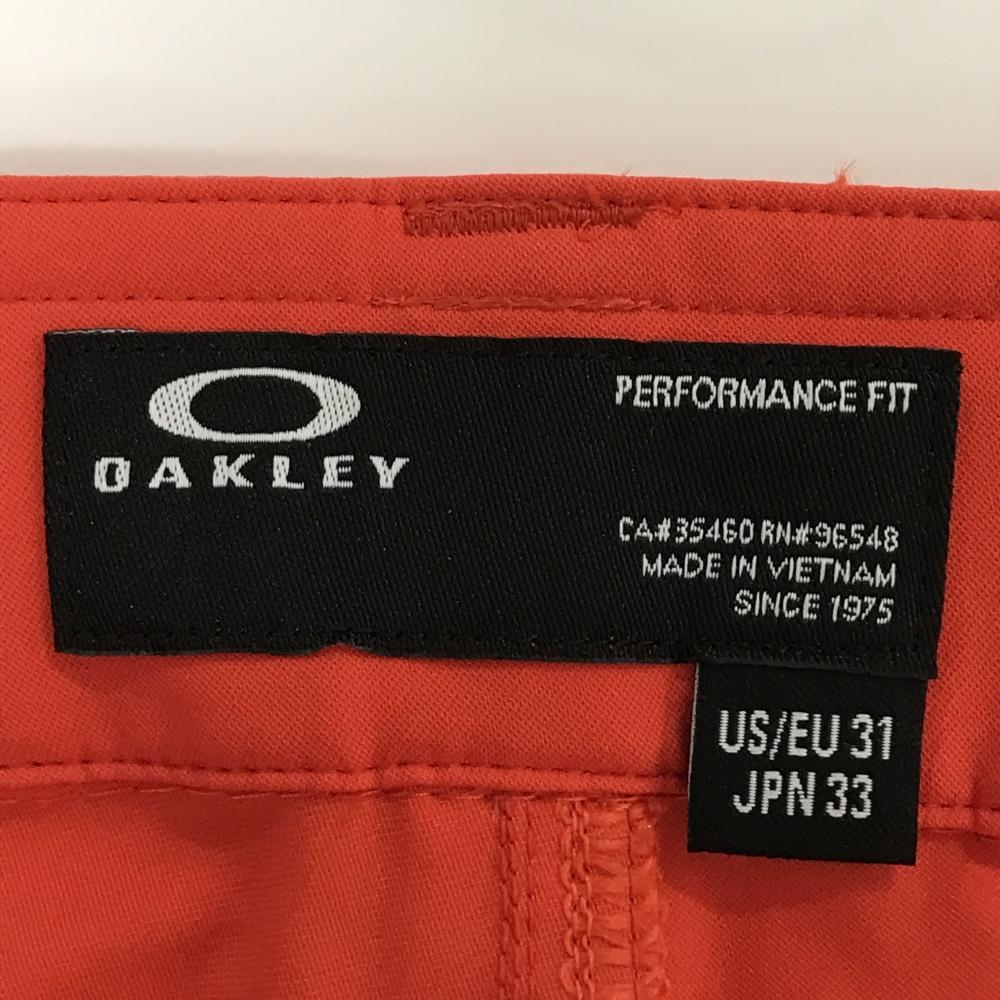 OAKLEY
PERFORMANCE FIT
CA#35460 RN#96548
MADE IN VIETNAM
SINCE 1975
US/EU 31
JPN 33